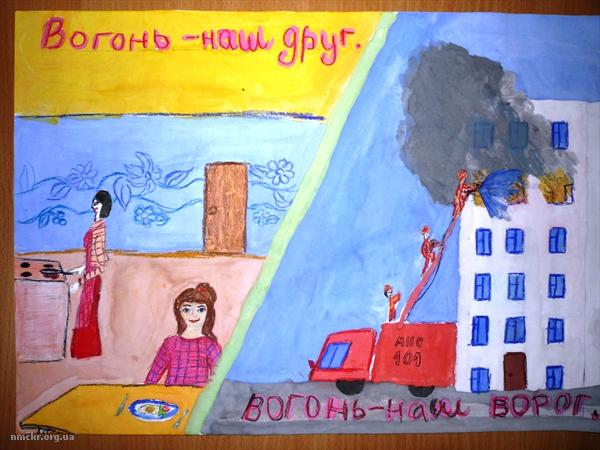 Вогонь - наш друг.
МНС
101
ВОГОНЬ - наш ВОРОГ.
nmckr.org.ua